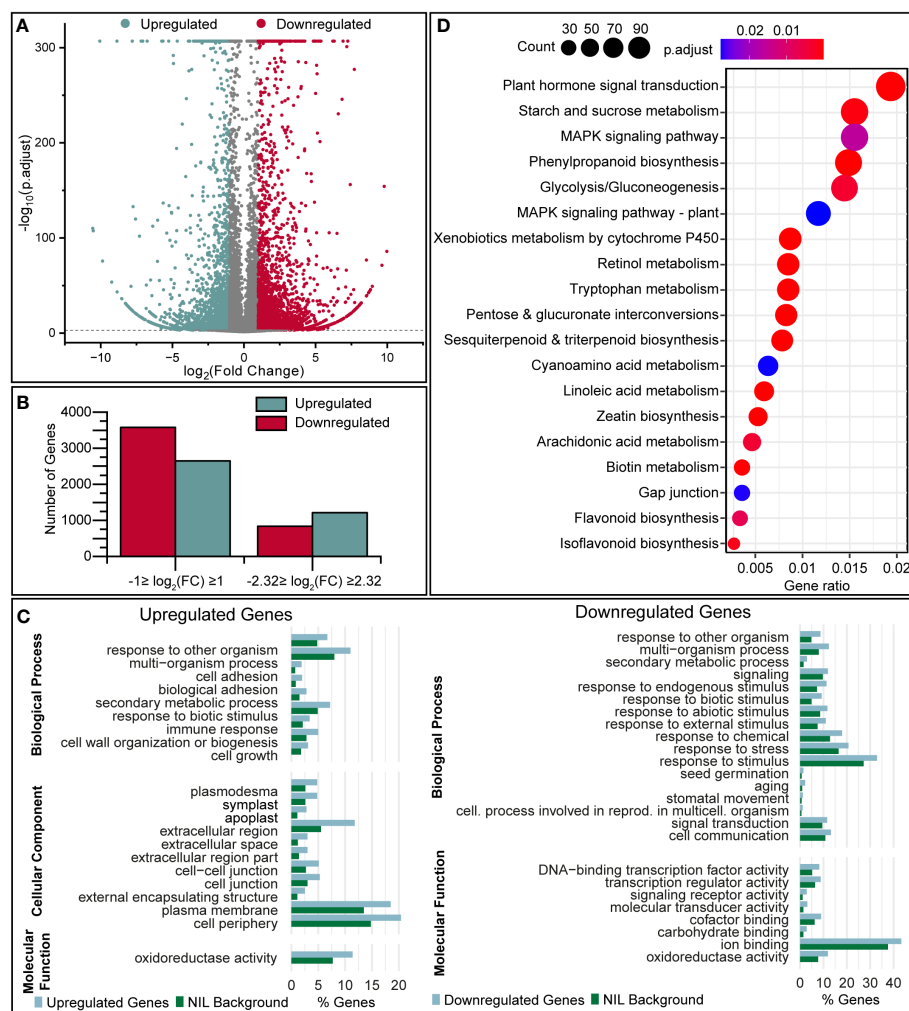 A
Upregulated Downregulated
300
200
100
0
-log10(p.adjust)
-10 -5 0 5 10
log2(Fold Change)
B
Upregulated
Downregulated
4000
3000
2000
1000
0
Number of Genes
-1≥ log2(FC) ≥1 -2.32≥ log2(FC) ≥2.32
D
30 50 70 90
Count
0.02 0.01
p.adjust
Plant hormone signal transduction
Starch and sucrose metabolism
MAPK signaling pathway
Phenylpropanoid biosynthesis
Glycolysis/Gluconeogenesis
MAPK signaling pathway - plant
Xenobiotics metabolism by cytochrome P450
Retinol metabolism
Tryptophan metabolism
Pentose & glucuronate interconversions
Sesquiterpenoid & triterpenoid biosynthesis
Cyanoamino acid metabolism
Linoleic acid metabolism
Zeatin biosynthesis
Arachidonic acid metabolism
Biotin metabolism
Gap junction
Flavonoid biosynthesis
Isoflavonoid biosynthesis
0.005 0.01 0.015 0.02
Gene ratio
C
Upregulated Genes
Biological Process
response to other organism
multi−organism process
cell adhesion
biological adhesion
secondary metabolic process
response to biotic stimulus
immune response
cell wall organization or biogenesis
cell growth
Cellular Component
plasmodesma
symplast
apoplast
extracellular region
extracellular space
extracellular region part
cell−cell junction
cell junction
external encapsulating structure
plasma membrane
cell periphery
Molecular
Function
oxidoreductase activity
0 5 10 15 20
Upregulated Genes NIL Background % Genes
Downregulated Genes
Biological Process
response to other organism
multi−organism process
secondary metabolic process
signaling
response to endogenous stimulus
response to biotic stimulus
response to abiotic stimulus
response to external stimulus
response to chemical
response to stress
response to stimulus
seed germination
aging
stomatal movement
cell. process involved in reprod. in multicell. organism
signal transduction
cell communication
Molecular Function
DNA−binding transcription factor activity
transcription regulator activity
signaling receptor activity
molecular transducer activity
cofactor binding
carbohydrate binding
ion binding
oxidoreductase activity
0 10 20 30 40
Downregulated Genes NIL Background % Genes